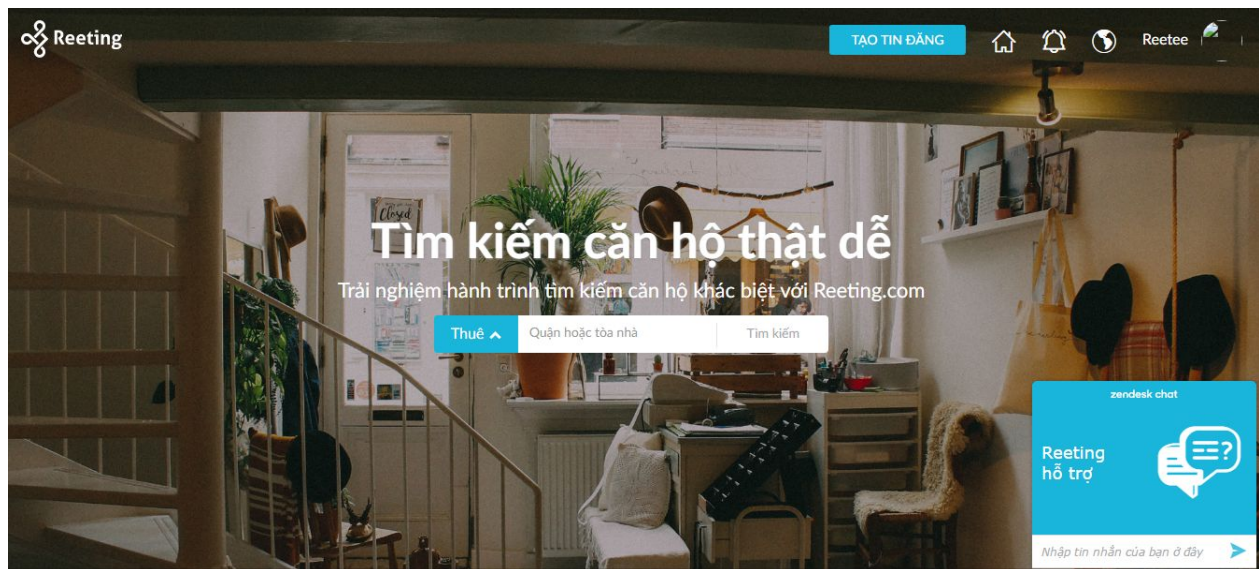 Reeting
TẠO TIN ĐĂNG
Reetee
Closed
Tìm kiếm căn hộ thật dễ
Trải nghiệm hành trình tìm kiếm căn hộ khác biệt với Reeting.com
Thuê
Quận hoặc tòa nhà
Tìm kiếm
zendesk chat
Reeting
hỗ trợ
?
Nhập tin nhắn của bạn ở đây